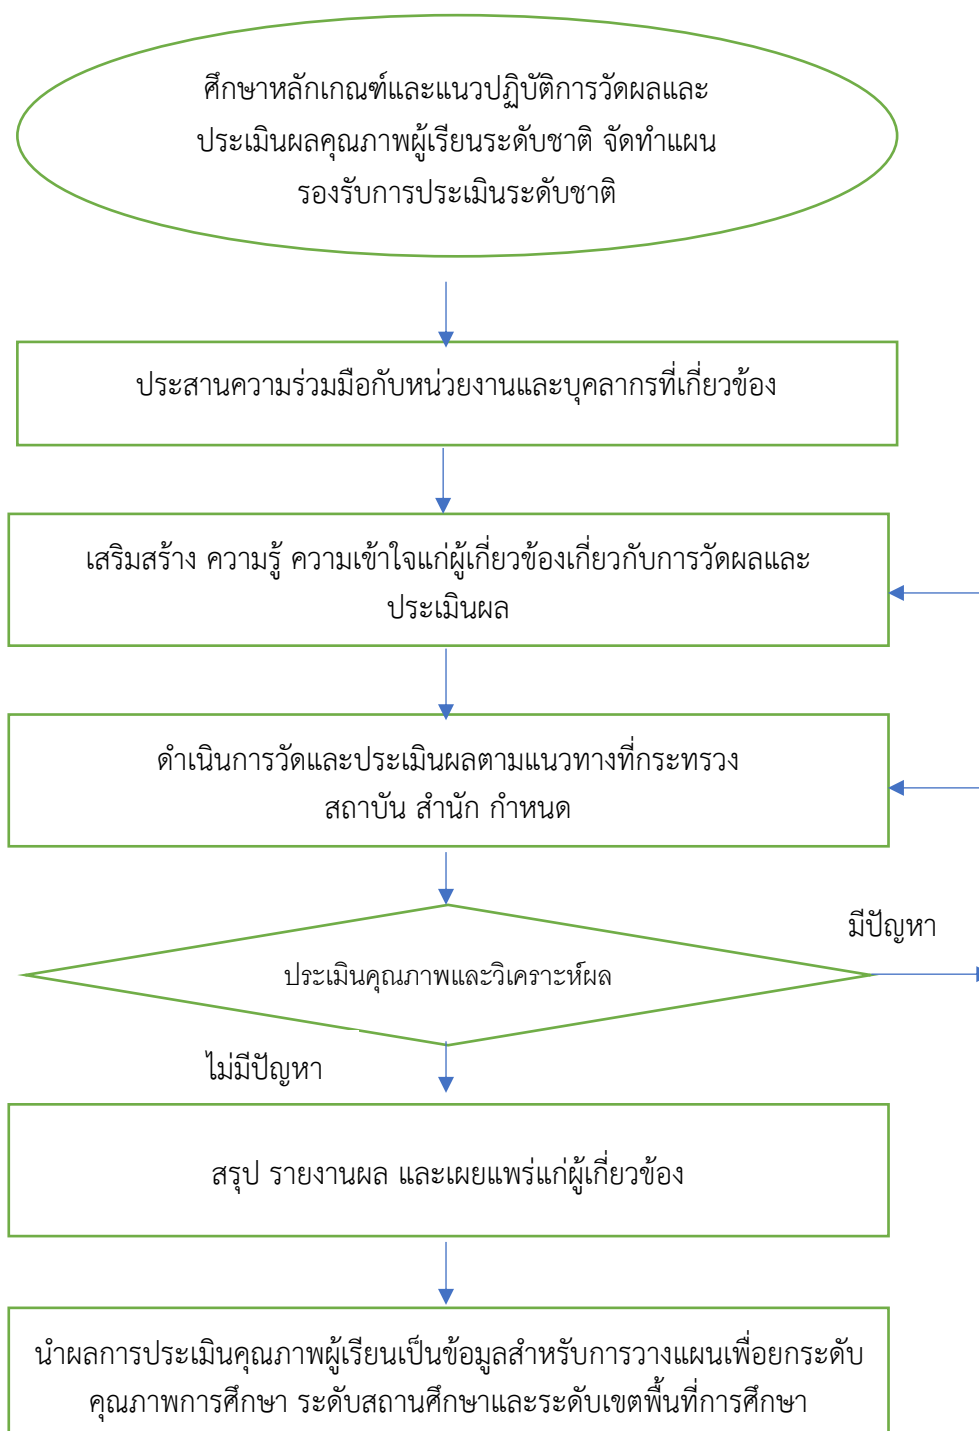 ศึกษาหลักเกณฑ์และแนวปฏิบัติการวัดผลและ
ประเมินผลคุณภาพผู้เรียนระดับชาติ จัดทำแผน
รองรับการประเมินระดับชาติ
ประสานความร่วมมือกับหน่วยงานและบุคลากรที่เกี่ยวข้อง
เสริมสร้าง ความรู้ ความเข้าใจแก่ผู้เกี่ยวข้องเกี่ยวกับการวัดผลและ
ประเมินผล
ดำเนินการวัดและประเมินผลตามแนวทางที่กระทรวง
สถาบัน สำนัก กำหนด
มีปัญหา
ประเมินคุณภาพและวิเคราะห์ผล
ไม่มีปัญหา
สรุป รายงานผล และเผยแพร่แก่ผู้เกี่ยวข้อง
นำผลการประเมินคุณภาพผู้เรียนเป็นข้อมูลสำหรับการวางแผนเพื่อยกระดับ
คุณภาพการศึกษา ระดับสถานศึกษาและระดับเขตพื้นที่การศึกษา